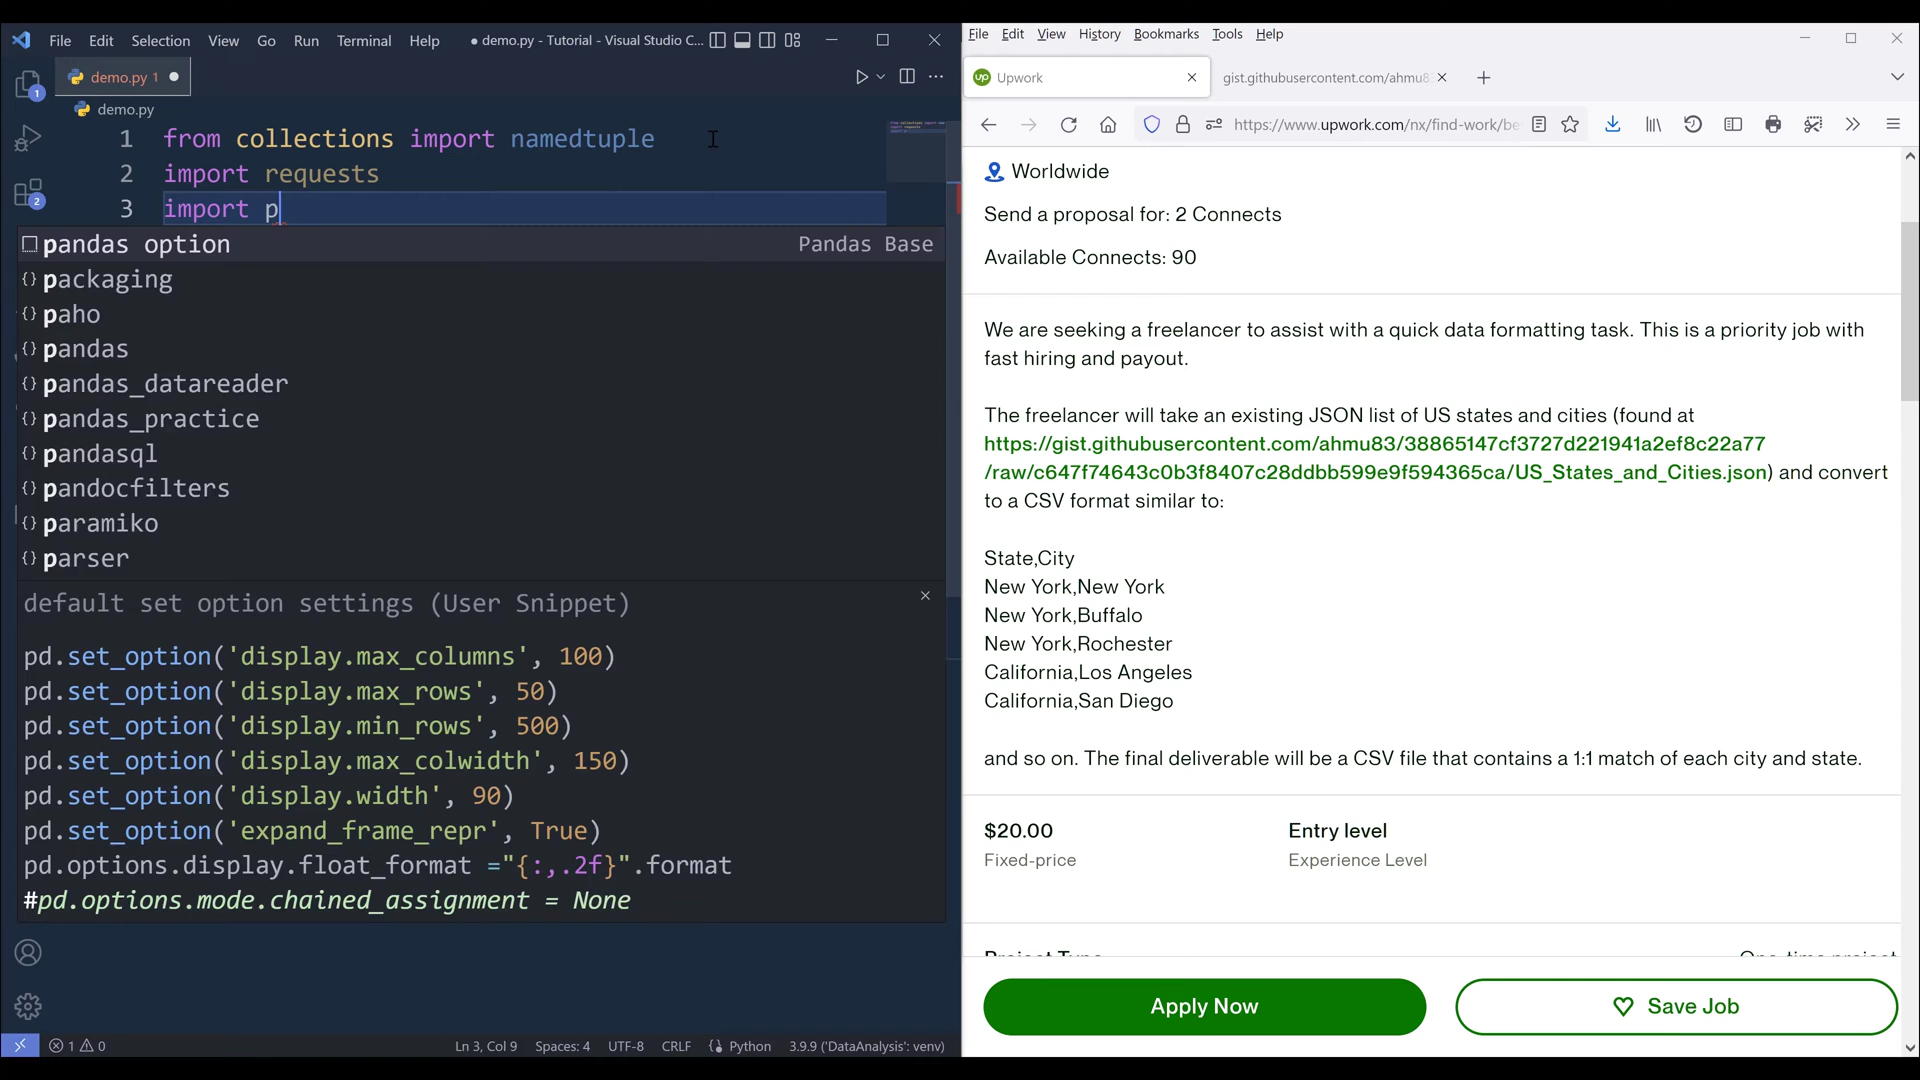 File Edit Selection View Go Run Terminal Help
● demo.py - Tutorial - Visual Studio C...
demo.py 1 ●
demo.py
1 from collections import namedtuple
2 import requests
3 import p
pandas option Pandas Base
packaging
paho
pandas
pandas_datareader
pandas_practice
pandasql
pandocfilters
paramiko
parser
default set option settings (User Snippet)
pd.set_option('display.max_columns', 100)
pd.set_option('display.max_rows', 50)
pd.set_option('display.min_rows', 500)
pd.set_option('display.max_colwidth', 150)
pd.set_option('display.width', 90)
pd.set_option('expand_frame_repr', True)
pd.options.display.float_format ="{:,.2f}".format
#pd.options.mode.chained_assignment = None
1
2
1 0 Ln 3, Col 9 Spaces: 4 UTF-8 CRLF Python 3.9.9 ('DataAnalysis': venv)
File Edit View History Bookmarks Tools Help
up Upwork
gist.githubusercontent.com/ahmu8
https://www.upwork.com/nx/find-work/be
Worldwide
Send a proposal for: 2 Connects
Available Connects: 90
We are seeking a freelancer to assist with a quick data formatting task. This is a priority job with
fast hiring and payout.
The freelancer will take an existing JSON list of US states and cities (found at
https://gist.githubusercontent.com/ahmu83/38865147cf3727d221941a2ef8c22a77
/raw/c647f74643c0b3f8407c28ddbb599e9f594365ca/US_States_and_Cities.json) and convert
to a CSV format similar to:
State,City
New York,New York
New York,Buffalo
New York,Rochester
California,Los Angeles
California,San Diego
and so on. The final deliverable will be a CSV file that contains a 1:1 match of each city and state.
$20.00
Fixed-price
Entry level
Experience Level
Project Type One-time project
Apply Now
Save Job